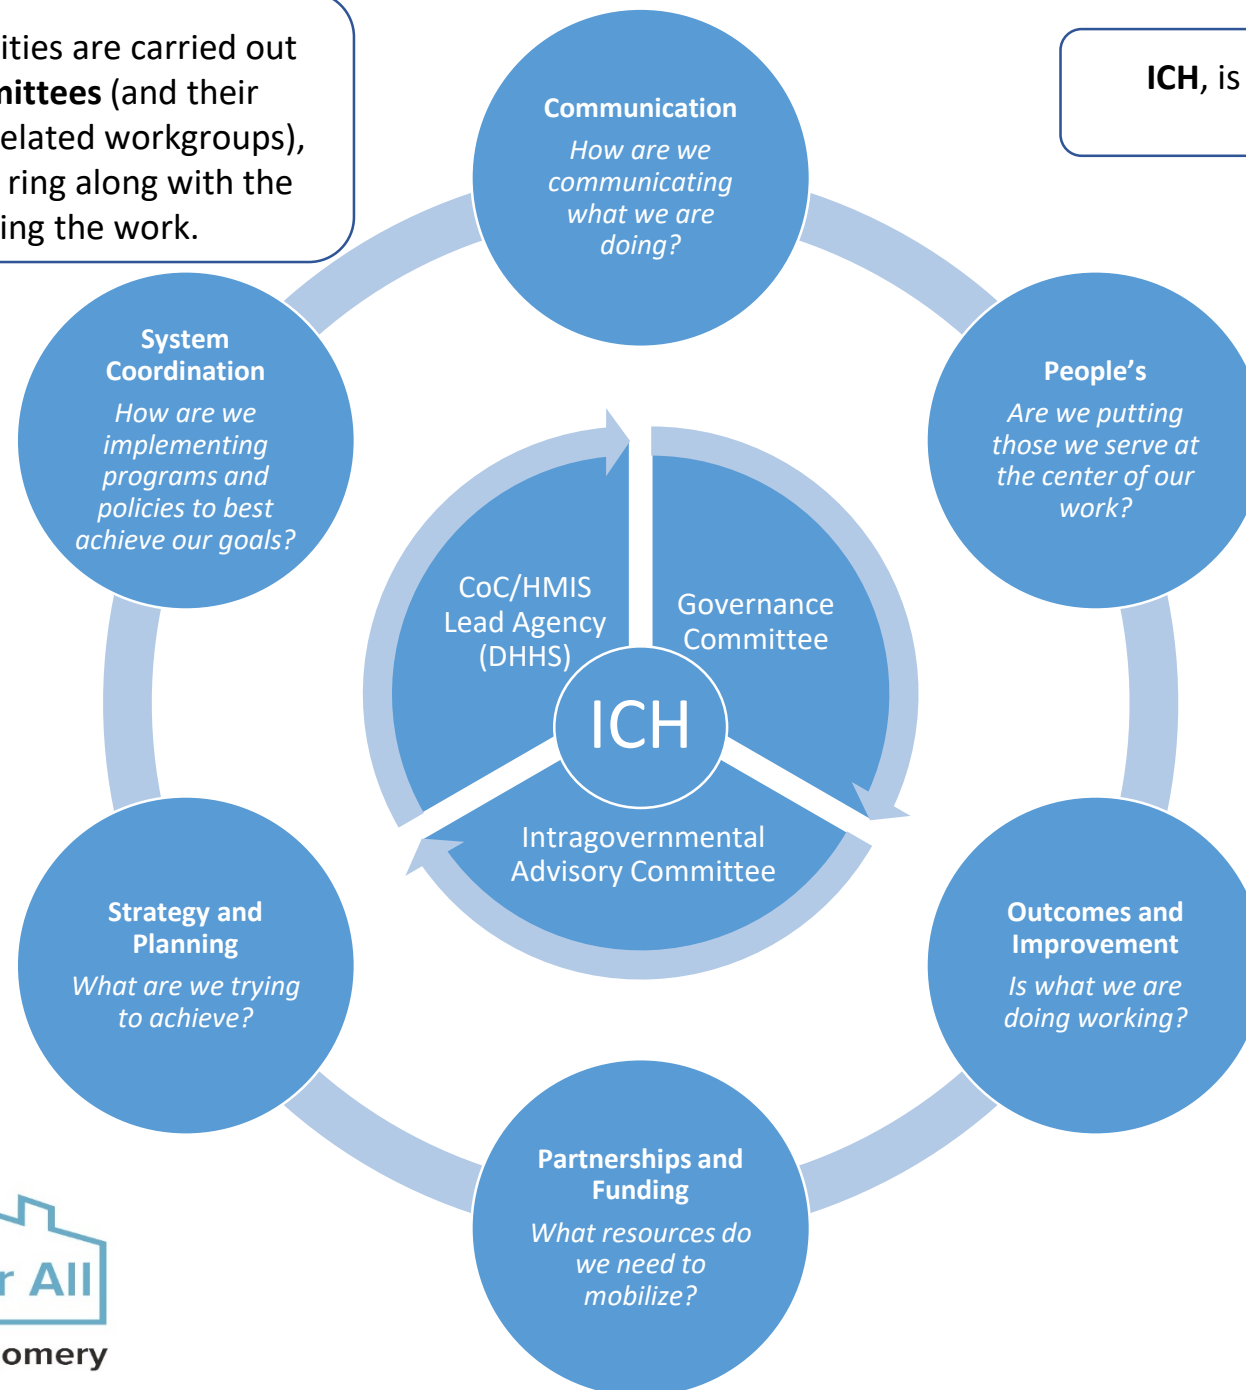 ities are carried out
mittees (and their
elated workgroups),
ring along with the
ing the work.
ICH, is
Communication
How are we
communicating
what we are
doing?
System
Coordination
How are we
implementing
programs and
policies to best
achieve our goals?
People's
Are we putting
those we serve at
the center of our
work?
CoC/HMIS
Lead Agency
(DHHS)
Governance
Committee
ICH
Intragovernmental
Advisory Committee
Strategy and
Planning
What are we trying
to achieve?
Outcomes and
Improvement
Is what we are
doing working?
Partnerships and
Funding
What resources do
we need to
mobilize?
r All
omery